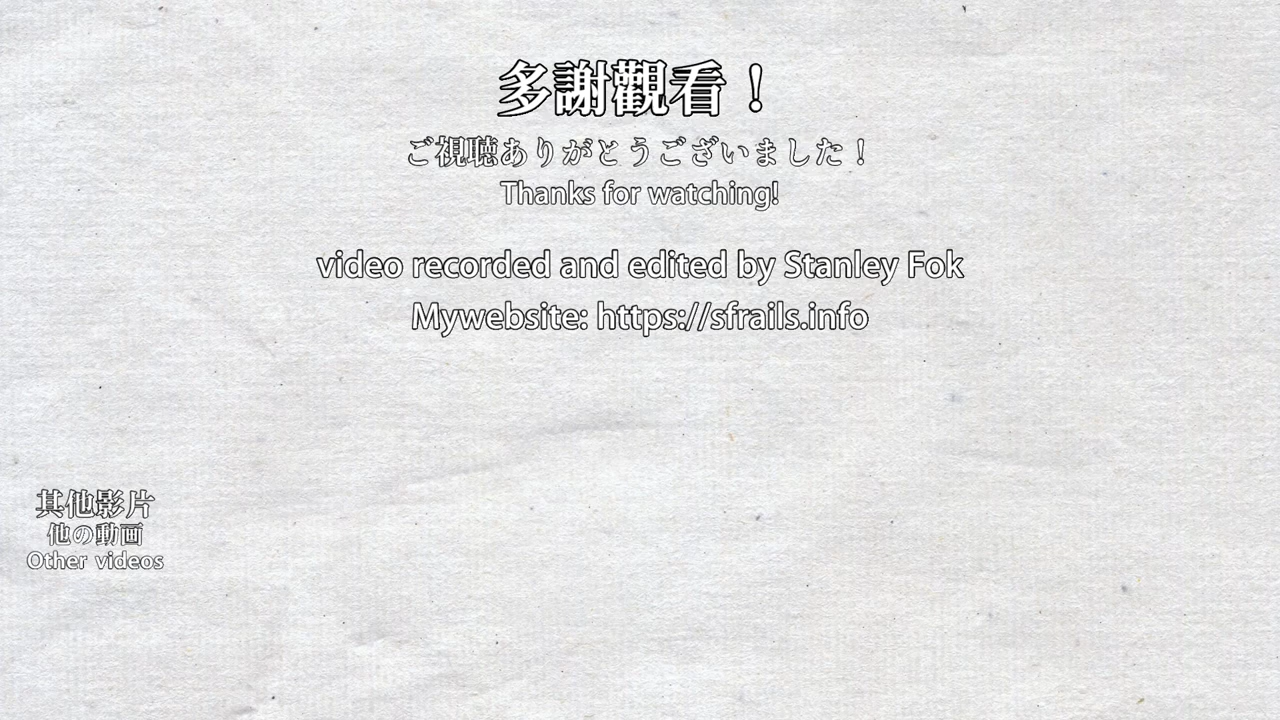 多謝觀看！
ご視聴ありがとうございました！
Thanks for watching!
video recorded and edited by Stanley Fok
Mywebsite: https://sfrails.info
其他影片
他の動画
Other videos